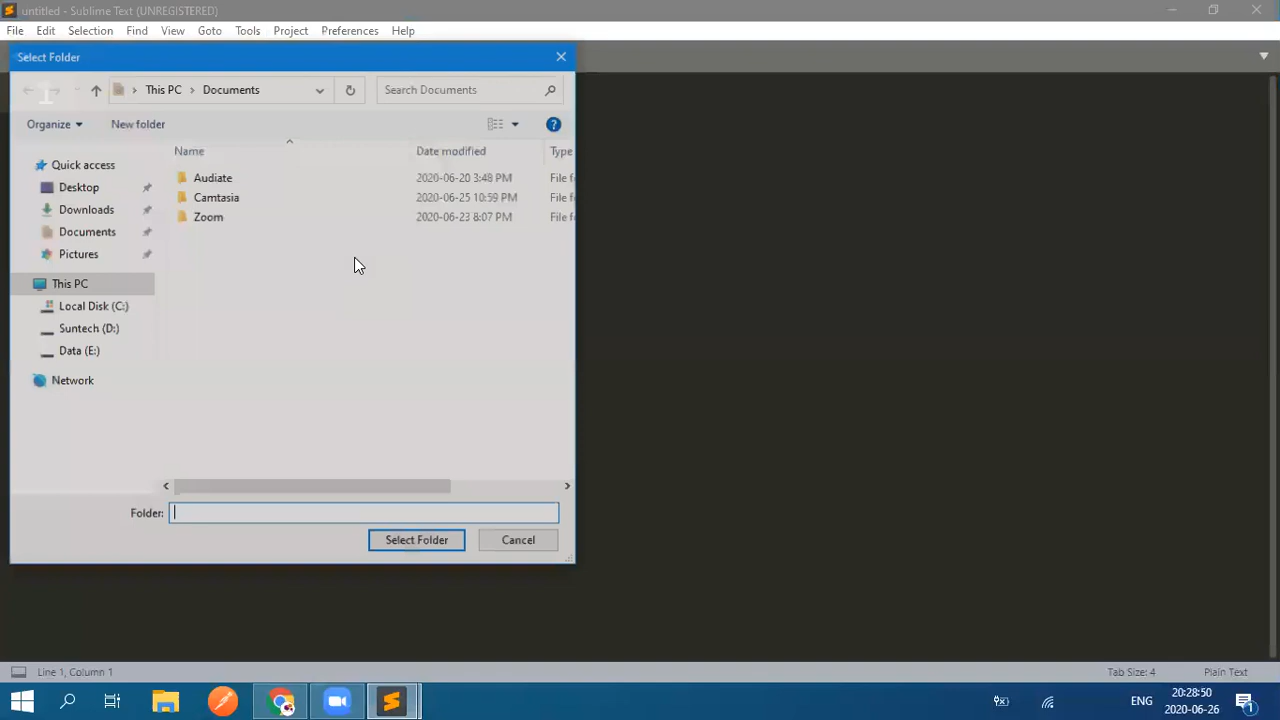 untitled - Sublime Text (UNREGISTERED)
File Edit Selection Find View Goto Tools Project Preferences Help
Select Folder
This PC Documents
Search Documents
Organize New folder
Name Date modified Type
Quick access
Desktop
Downloads
Documents
Pictures
This PC
Local Disk (C:)
Suntech (D:)
Data (E:)
Network
Audiate 2020-06-20 3:48 PM File f
Camtasia 2020-06-25 10:59 PM File f
Zoom 2020-06-23 8:07 PM File f
Folder:
Select Folder Cancel
Line 1, Column 1 Tab Size: 4 Plain Text
ENG
20:28:50
2020-06-26
1